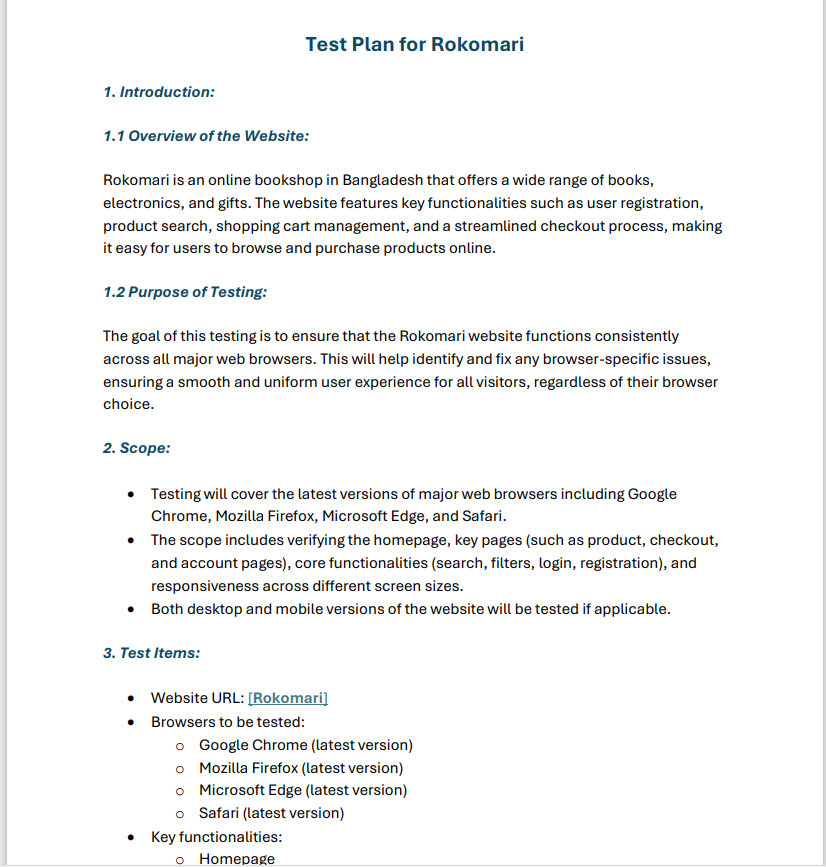 Test Plan for Rokomari
1. Introduction:
1.1 Overview of the Website:
Rokomari is an online bookshop in Bangladesh that offers a wide range of books,
electronics, and gifts. The website features key functionalities such as user registration,
product search, shopping cart management, and a streamlined checkout process, making
it easy for users to browse and purchase products online.
1.2 Purpose of Testing:
The goal of this testing is to ensure that the Rokomari website functions consistently
across all major web browsers. This will help identify and fix any browser-specific issues,
ensuring a smooth and uniform user experience for all visitors, regardless of their browser
choice.
2. Scope:
• Testing will cover the latest versions of major web browsers including Google
Chrome, Mozilla Firefox, Microsoft Edge, and Safari.
• The scope includes verifying the homepage, key pages (such as product, checkout,
and account pages), core functionalities (search, filters, login, registration), and
responsiveness across different screen sizes.
• Both desktop and mobile versions of the website will be tested if applicable.
3. Test Items:
• Website URL: [Rokomari]
• Browsers to be tested:
o Google Chrome (latest version)
o Mozilla Firefox (latest version)
o Microsoft Edge (latest version)
o Safari (latest version)
• Key functionalities:
o Homepage